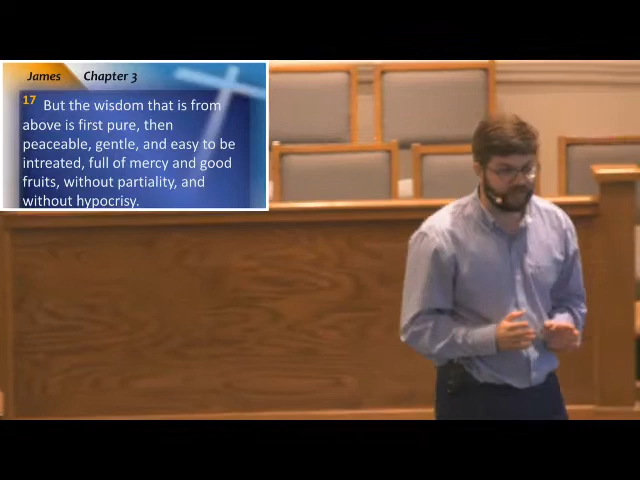 James Chapter 3
17 But the wisdom that is from
above is first pure, then
peaceable, gentle, and easy to be
intreated, full of mercy and good
fruits, without partiality, and
without hypocrisy.